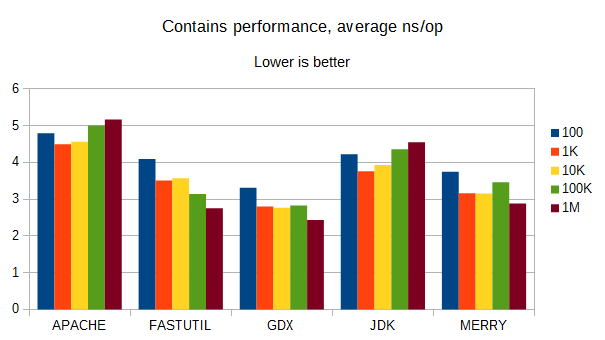 Contains performance, average ns/op
Lower is better
6
5
4
3
2
1
0
100
1K
10K
100K
1M
APACHE FASTUTIL GDX JDK MERRY